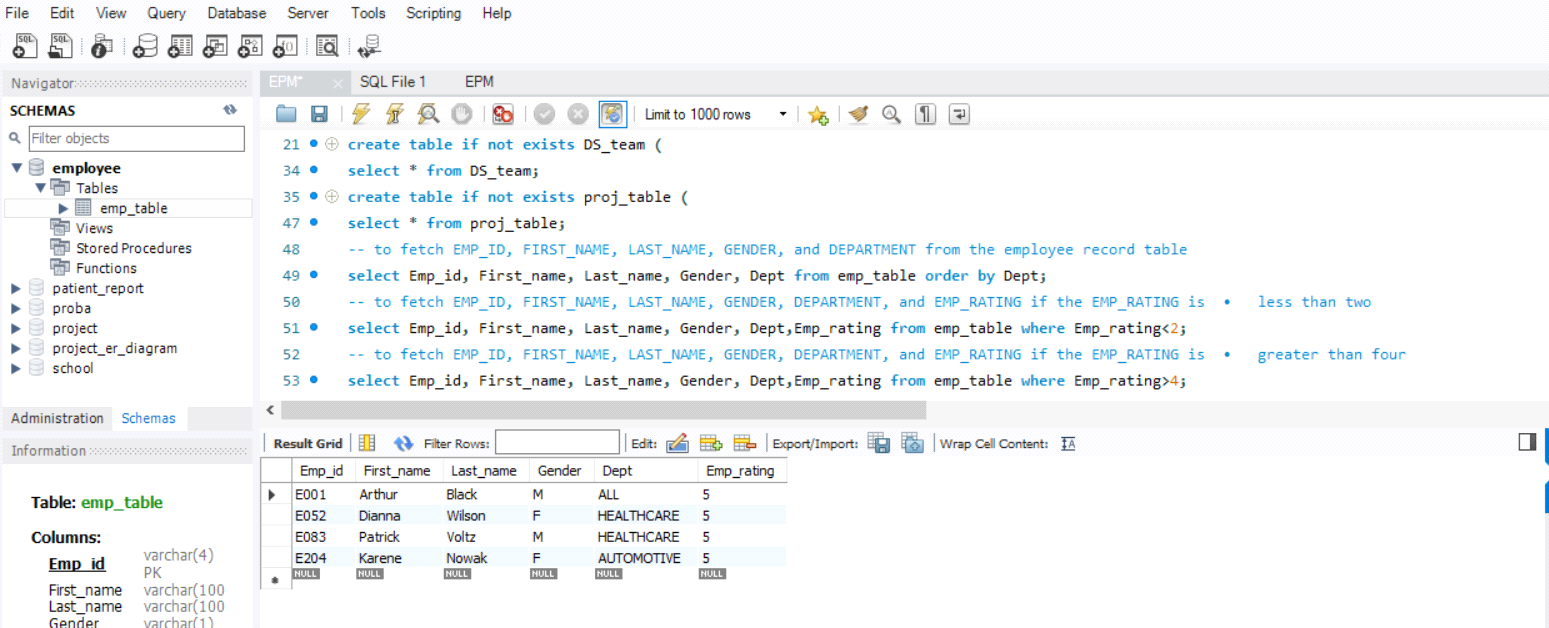 File Edit View Query Database Server Tools Scripting Help
SQL SQL
Navigator
EPM* × SQL File 1 EPM
SCHEMAS
Limit to 1000 rows
Filter objects
employee
Tables
emp_table
Views
Stored Procedures
Functions
patient_report
proba
project
project_er_diagram
school
Administration Schemas
Information
Table: emp_table
Columns:
Emp_id varchar(4)
PK
First_name varchar(100
Last_name varchar(100
Gender varchar(1)
21 create table if not exists DS_team (
34 select * from DS_team;
35 create table if not exists proj_table (
47 select * from proj_table;
48 -- to fetch EMP_ID, FIRST_NAME, LAST_NAME, GENDER, and DEPARTMENT from the employee record table
49 select Emp_id, First_name, Last_name, Gender, Dept from emp_table order by Dept;
50 -- to fetch EMP_ID, FIRST_NAME, LAST_NAME, GENDER, DEPARTMENT, and EMP_RATING if the EMP_RATING is • less than two
51 select Emp_id, First_name, Last_name, Gender, Dept,Emp_rating from emp_table where Emp_rating<2;
52 -- to fetch EMP_ID, FIRST_NAME, LAST_NAME, GENDER, DEPARTMENT, and EMP_RATING if the EMP_RATING is • greater than four
53 select Emp_id, First_name, Last_name, Gender, Dept,Emp_rating from emp_table where Emp_rating>4;
Result Grid Filter Rows: Edit: Export/Import: Wrap Cell Content:
Emp_id First_name Last_name Gender Dept Emp_rating
E001 Arthur Black M ALL 5
E052 Dianna Wilson F HEALTHCARE 5
E083 Patrick Voltz M HEALTHCARE 5
E204 Karene Nowak F AUTOMOTIVE 5
NULL NULL NULL NULL NULL NULL